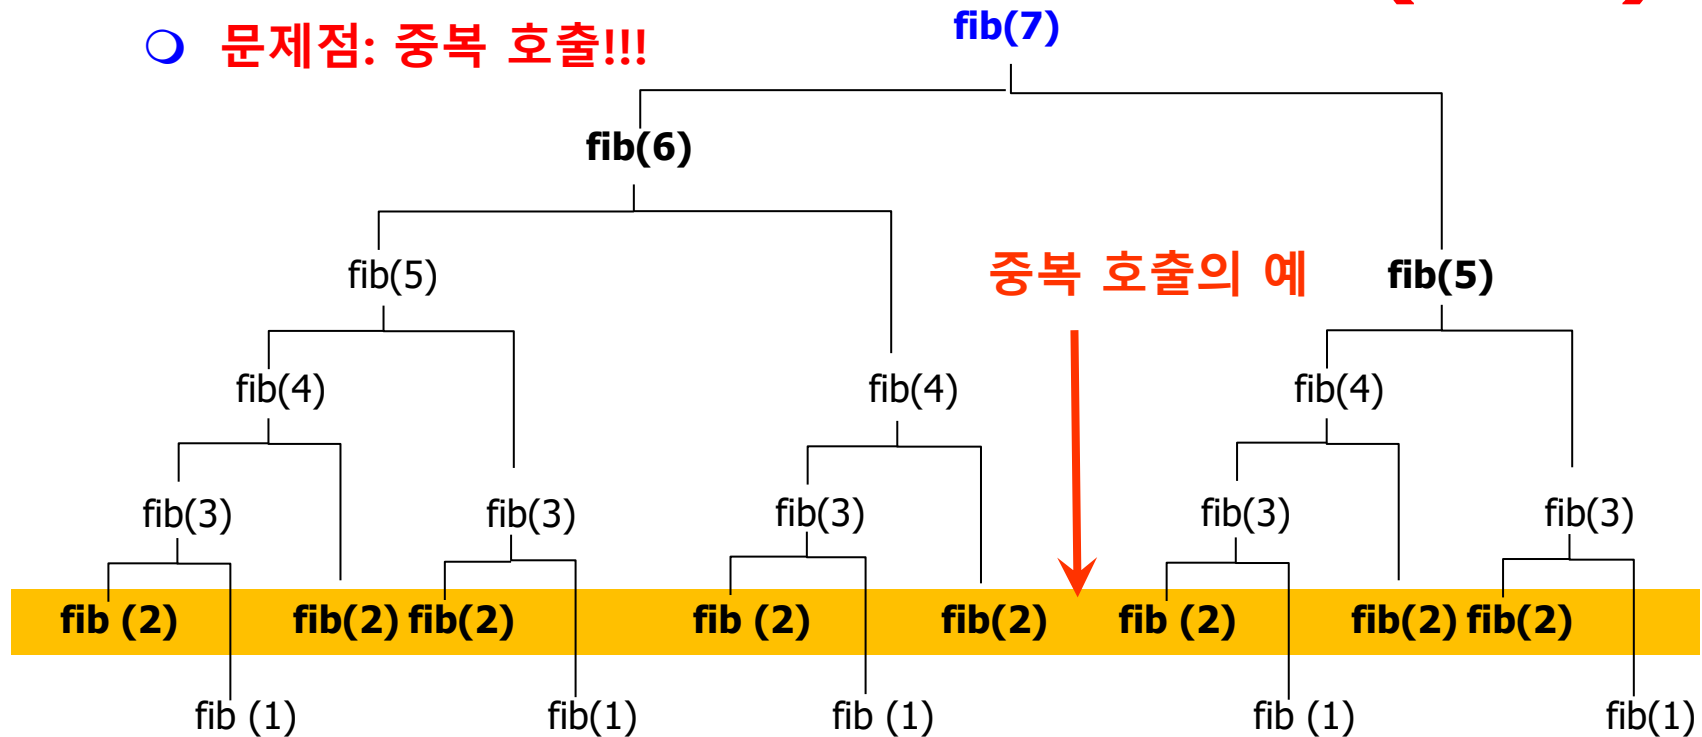 fib(7)
문제점: 중복 호출!!!
fib(6)
fib(5) 중복 호출의 예 fib(5)
fib(4) fib(4) fib(4)
fib(3) fib(3) fib(3) fib(3) fib(3)
fib (2) fib(2) fib(2) fib (2) fib(2) fib (2) fib(2) fib(2)
fib (1) fib(1) fib (1) fib (1) fib(1)